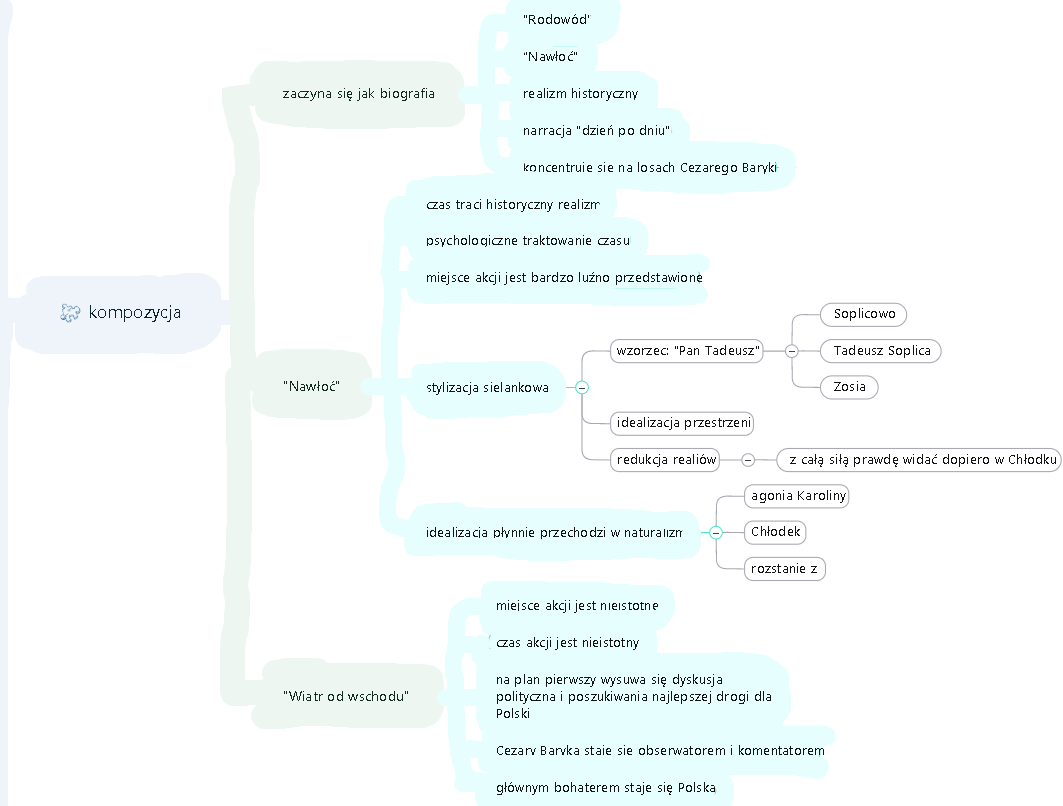 kompozycja
zaczyna się jak biografia
"Rodowód"
"Nawłoć"
realizm historyczny
narracja "dzień po dniu"
koncentruje się na losach Cezarego Baryki
"Nawłoć"
czas traci historyczny realizm
psychologiczne traktowanie czasu
miejsce akcji jest bardzo luźno przedstawione
stylizacja sielankowa
wzorzec: "Pan Tadeusz"
Soplicowo
Tadeusz Soplica
Zosia
idealizacja przestrzeni
redukcja realiów
z całą siłą prawdę widać dopiero w Chłodku
idealizacja płynnie przechodzi w naturalizm
agonia Karoliny
Chłodek
rozstanie z
"Wiatr od wschodu"
miejsce akcji jest nieistotne
czas akcji jest nieistotny
na plan pierwszy wysuwa się dyskusja
polityczna i poszukiwania najlepszej drogi dla
Polski
Cezary Baryka staje się obserwatorem i komentatorem
głównym bohaterem staje się Polska